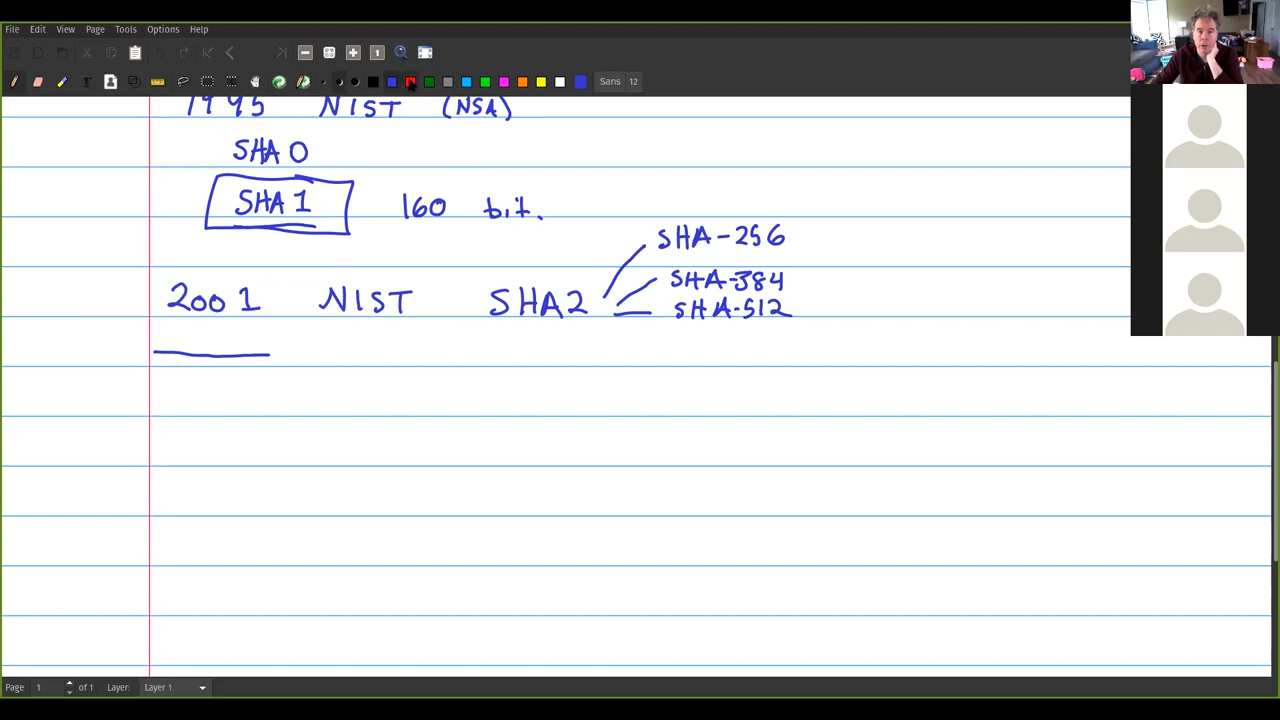 File Edit View Page Tools Options Help
1
T
Sans 12
1995 NIST (NSA)
SHA 0
SHA 1 160 bit.
SHA-256
SHA-384
2001 NIST SHA2
SHA-512
Page 1 of 1 Layer: Layer 1